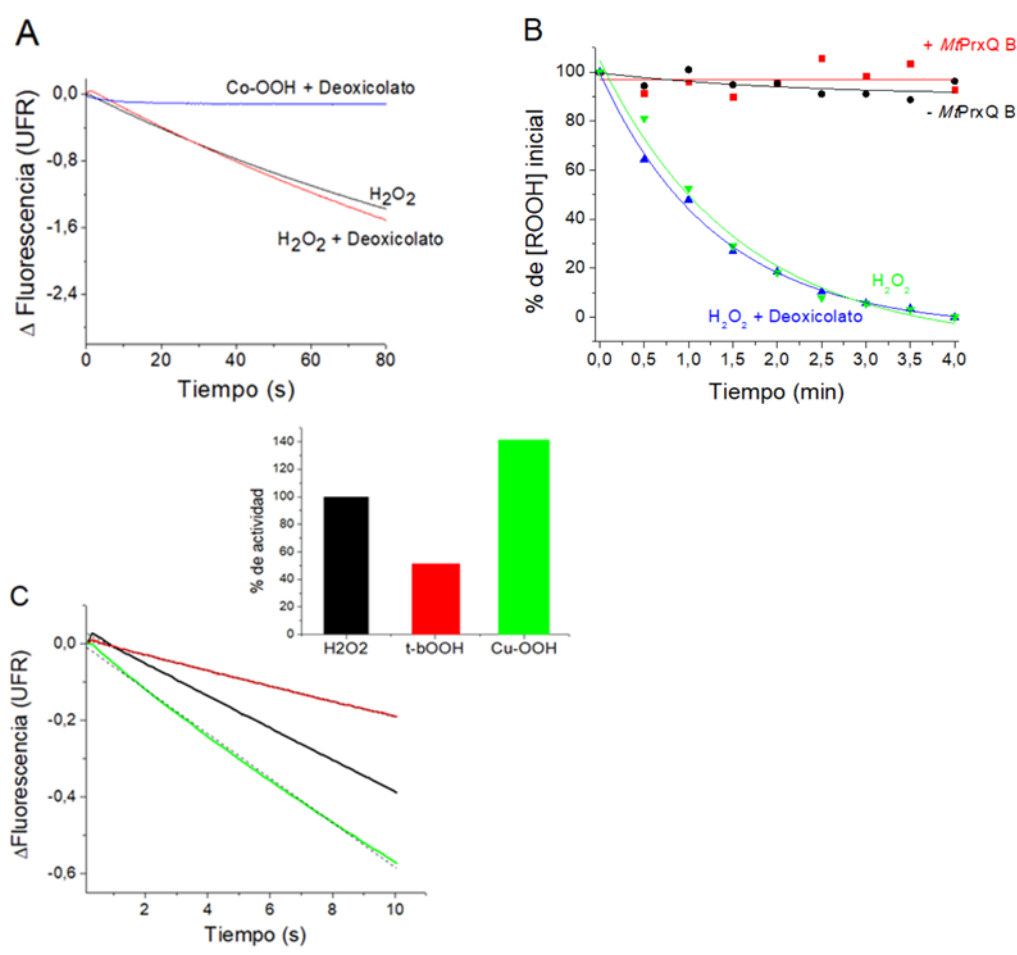 A
0,0
-0,8
-1,6
-2,4
Δ Fluorescencia (UFR)
Co-OOH + Deoxicolato
H₂O₂
H₂O₂ + Deoxicolato
0 20 40 60 80
Tiempo (s)
B
100
80
60
40
20
0
% de [ROOH] inicial
+ MtPrxQ B
- MtPrxQ B
H₂O₂
H₂O₂ + Deoxicolato
0,0 0,5 1,0 1,5 2,0 2,5 3,0 3,5 4,0
Tiempo (min)
140
120
100
80
60
40
20
0
% de actividad
H2O2 t-bOOH Cu-OOH
C
0,0
-0,2
-0,4
-0,6
ΔFluorescencia (UFR)
2 4 6 8 10
Tiempo (s)